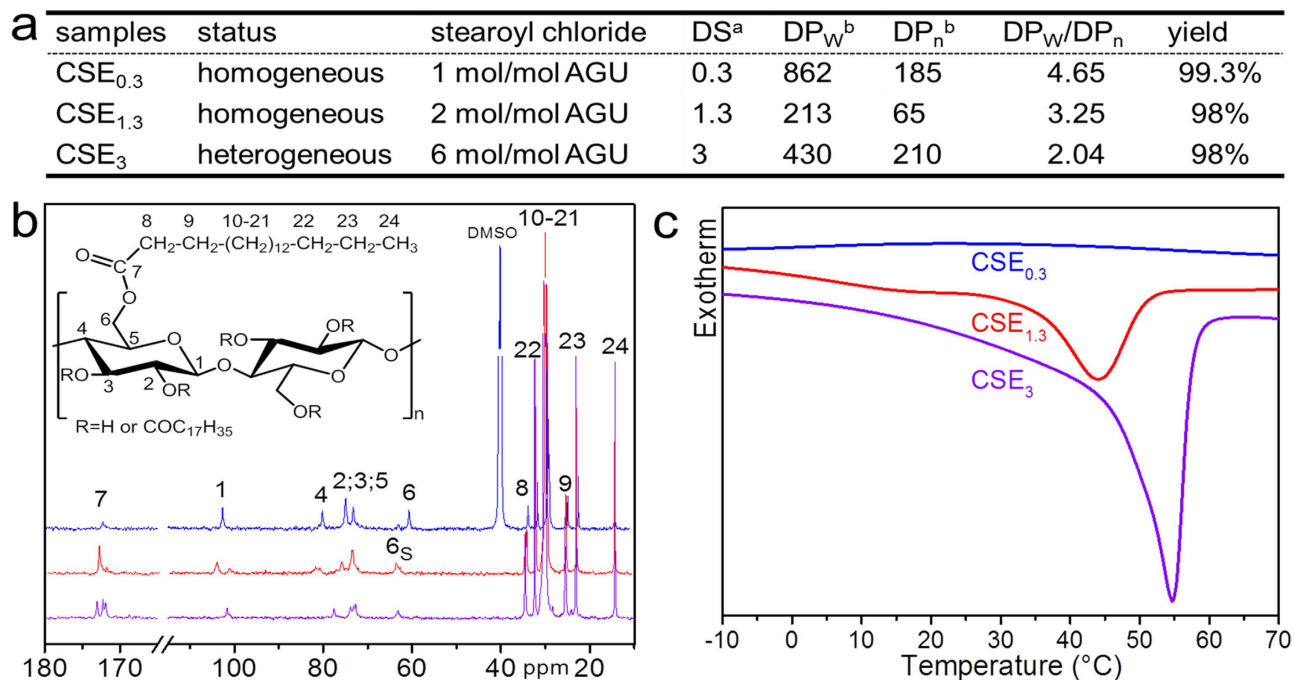 a
samples status stearoyl chloride DSᵃ DP_Wᵇ DP_nᵇ DP_W/DP_n yield
CSE₀.₃ homogeneous 1 mol/mol AGU 0.3 862 185 4.65 99.3%
CSE₁.₃ homogeneous 2 mol/mol AGU 1.3 213 65 3.25 98%
CSE₃ heterogeneous 6 mol/mol AGU 3 430 210 2.04 98%
b
8 9 10-21 22 23 24
CH₂-CH₂-(CH₂)₁₂-CH₂-CH₂-CH₃
O C 7
O
6
4 5 O RO OR 1 O
RO 3 2 OR O O
OR n
R=H or COC₁₇H₃₅
DMSO
10-21
22 23 24
7 1 4 2;3;5 6 8 9
6_S
180 170 100 80 60 40 ppm 20
c
Exotherm
CSE₀.₃
CSE₁.₃
CSE₃
-10 0 10 20 30 40 50 60 70
Temperature (°C)